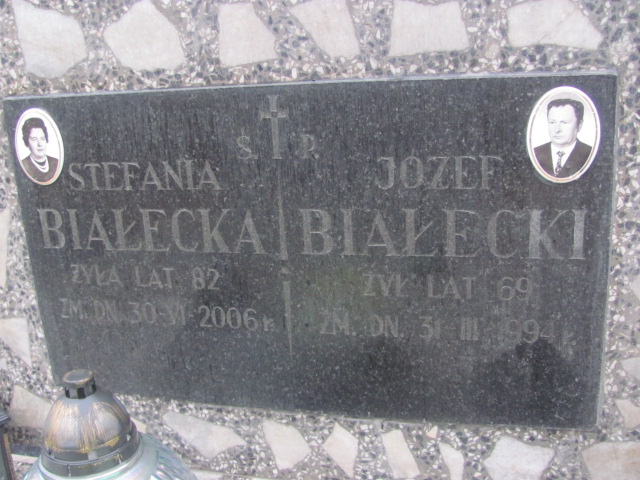 S. P.
STEFANIA
BIAŁECKA
ŻYŁA LAT 82
ZM. DN. 30-VI-2006 r.
JÓZEF
BIAŁECKI
ŻYŁ LAT 69
ZM. DN. 31 III 1994 r.